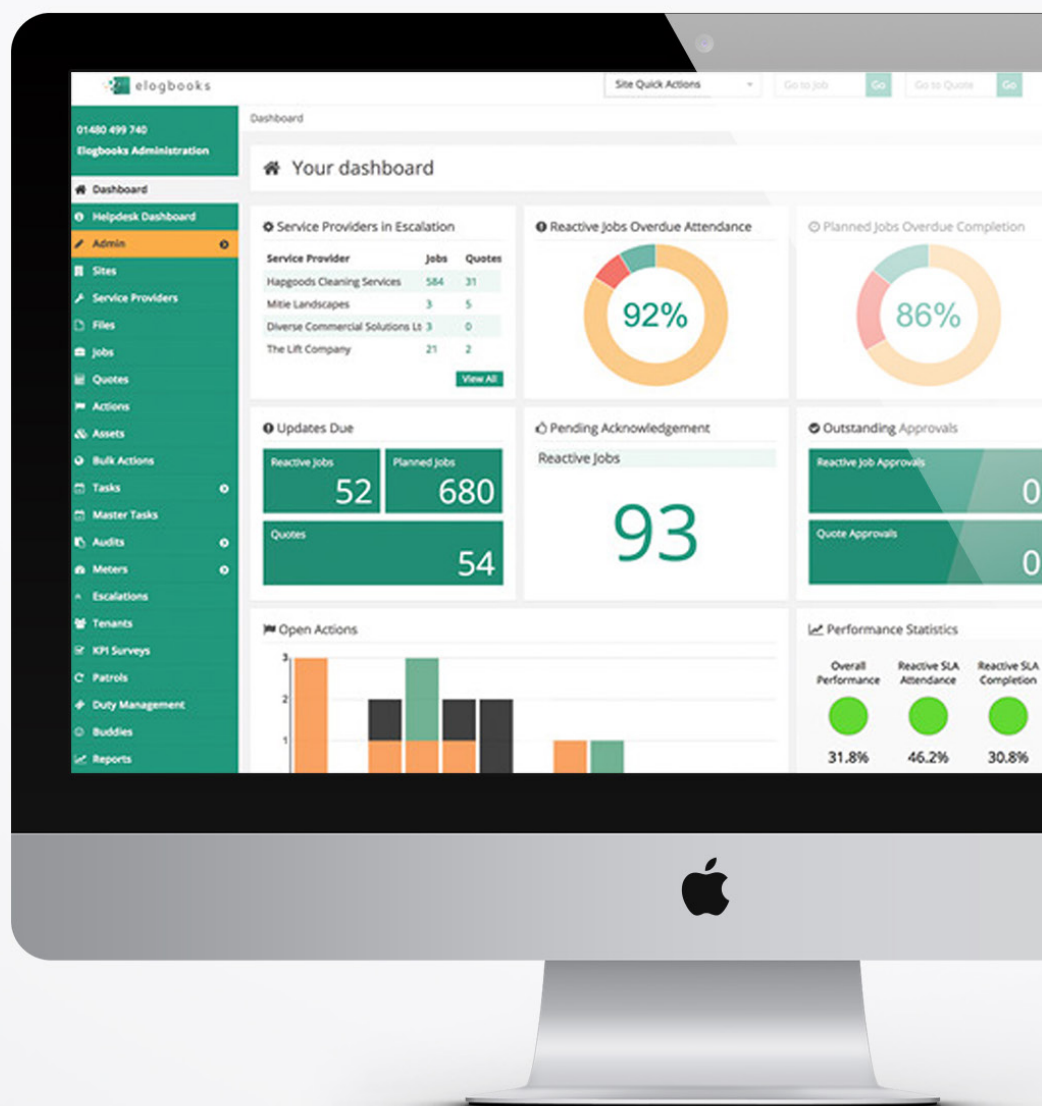 elogbooks
Site Quick Actions
Go to Job
Go
Go to Quote
Go
01480 499 740
Elogbooks Administration
Dashboard
Helpdesk Dashboard
Admin
Sites
Service Providers
Files
Jobs
Quotes
Actions
Assets
Bulk Actions
Tasks
Master Tasks
Audits
Meters
Escalations
Tenants
KPI Surveys
Patrols
Duty Management
Buddies
Reports
Dashboard
Your dashboard
Service Providers in Escalation
Service Provider Jobs Quotes
Hapgoods Cleaning Services 584 31
Mitie Landscapes 3 5
Diverse Commercial Solutions Lt 3 0
The Lift Company 21 2
View All
Reactive Jobs Overdue Attendance
92%
Planned Jobs Overdue Completion
86%
Updates Due
Reactive Jobs
52
Planned Jobs
680
Quotes
54
Pending Acknowledgement
Reactive Jobs
93
Outstanding Approvals
Reactive Job Approvals
0
Quote Approvals
0
Open Actions
3
2
1
Performance Statistics
Overall Performance
Reactive SLA Attendance
Reactive SLA Completion
31.8% 46.2% 30.8%